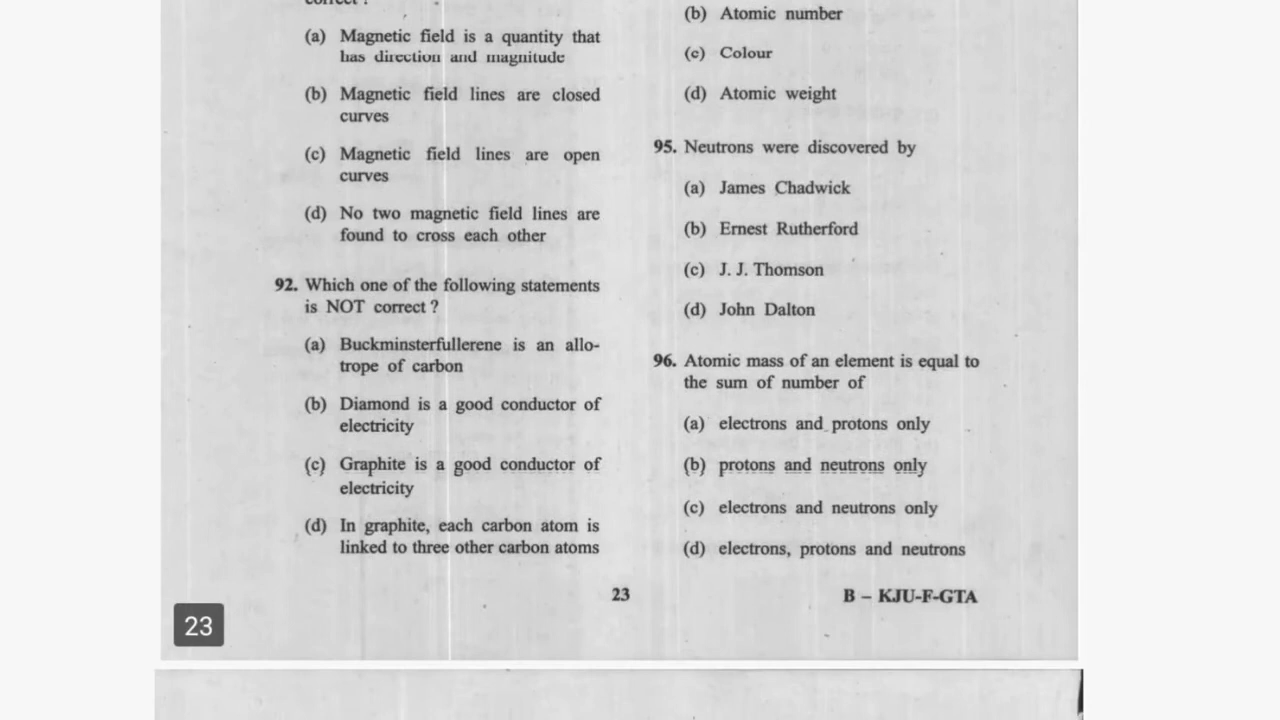 correct ?
(a) Magnetic field is a quantity that
has direction and magnitude
(b) Magnetic field lines are closed
curves
(c) Magnetic field lines are open
curves
(d) No two magnetic field lines are
found to cross each other
92. Which one of the following statements
is NOT correct ?
(a) Buckminsterfullerene is an allo-
trope of carbon
(b) Diamond is a good conductor of
electricity
(c) Graphite is a good conductor of
electricity
(d) In graphite, each carbon atom is
linked to three other carbon atoms
(b) Atomic number
(c) Colour
(d) Atomic weight
95. Neutrons were discovered by
(a) James Chadwick
(b) Ernest Rutherford
(c) J. J. Thomson
(d) John Dalton
96. Atomic mass of an element is equal to
the sum of number of
(a) electrons and protons only
(b) protons and neutrons only
(c) electrons and neutrons only
(d) electrons, protons and neutrons
23
B – KJU-F-GTA
23